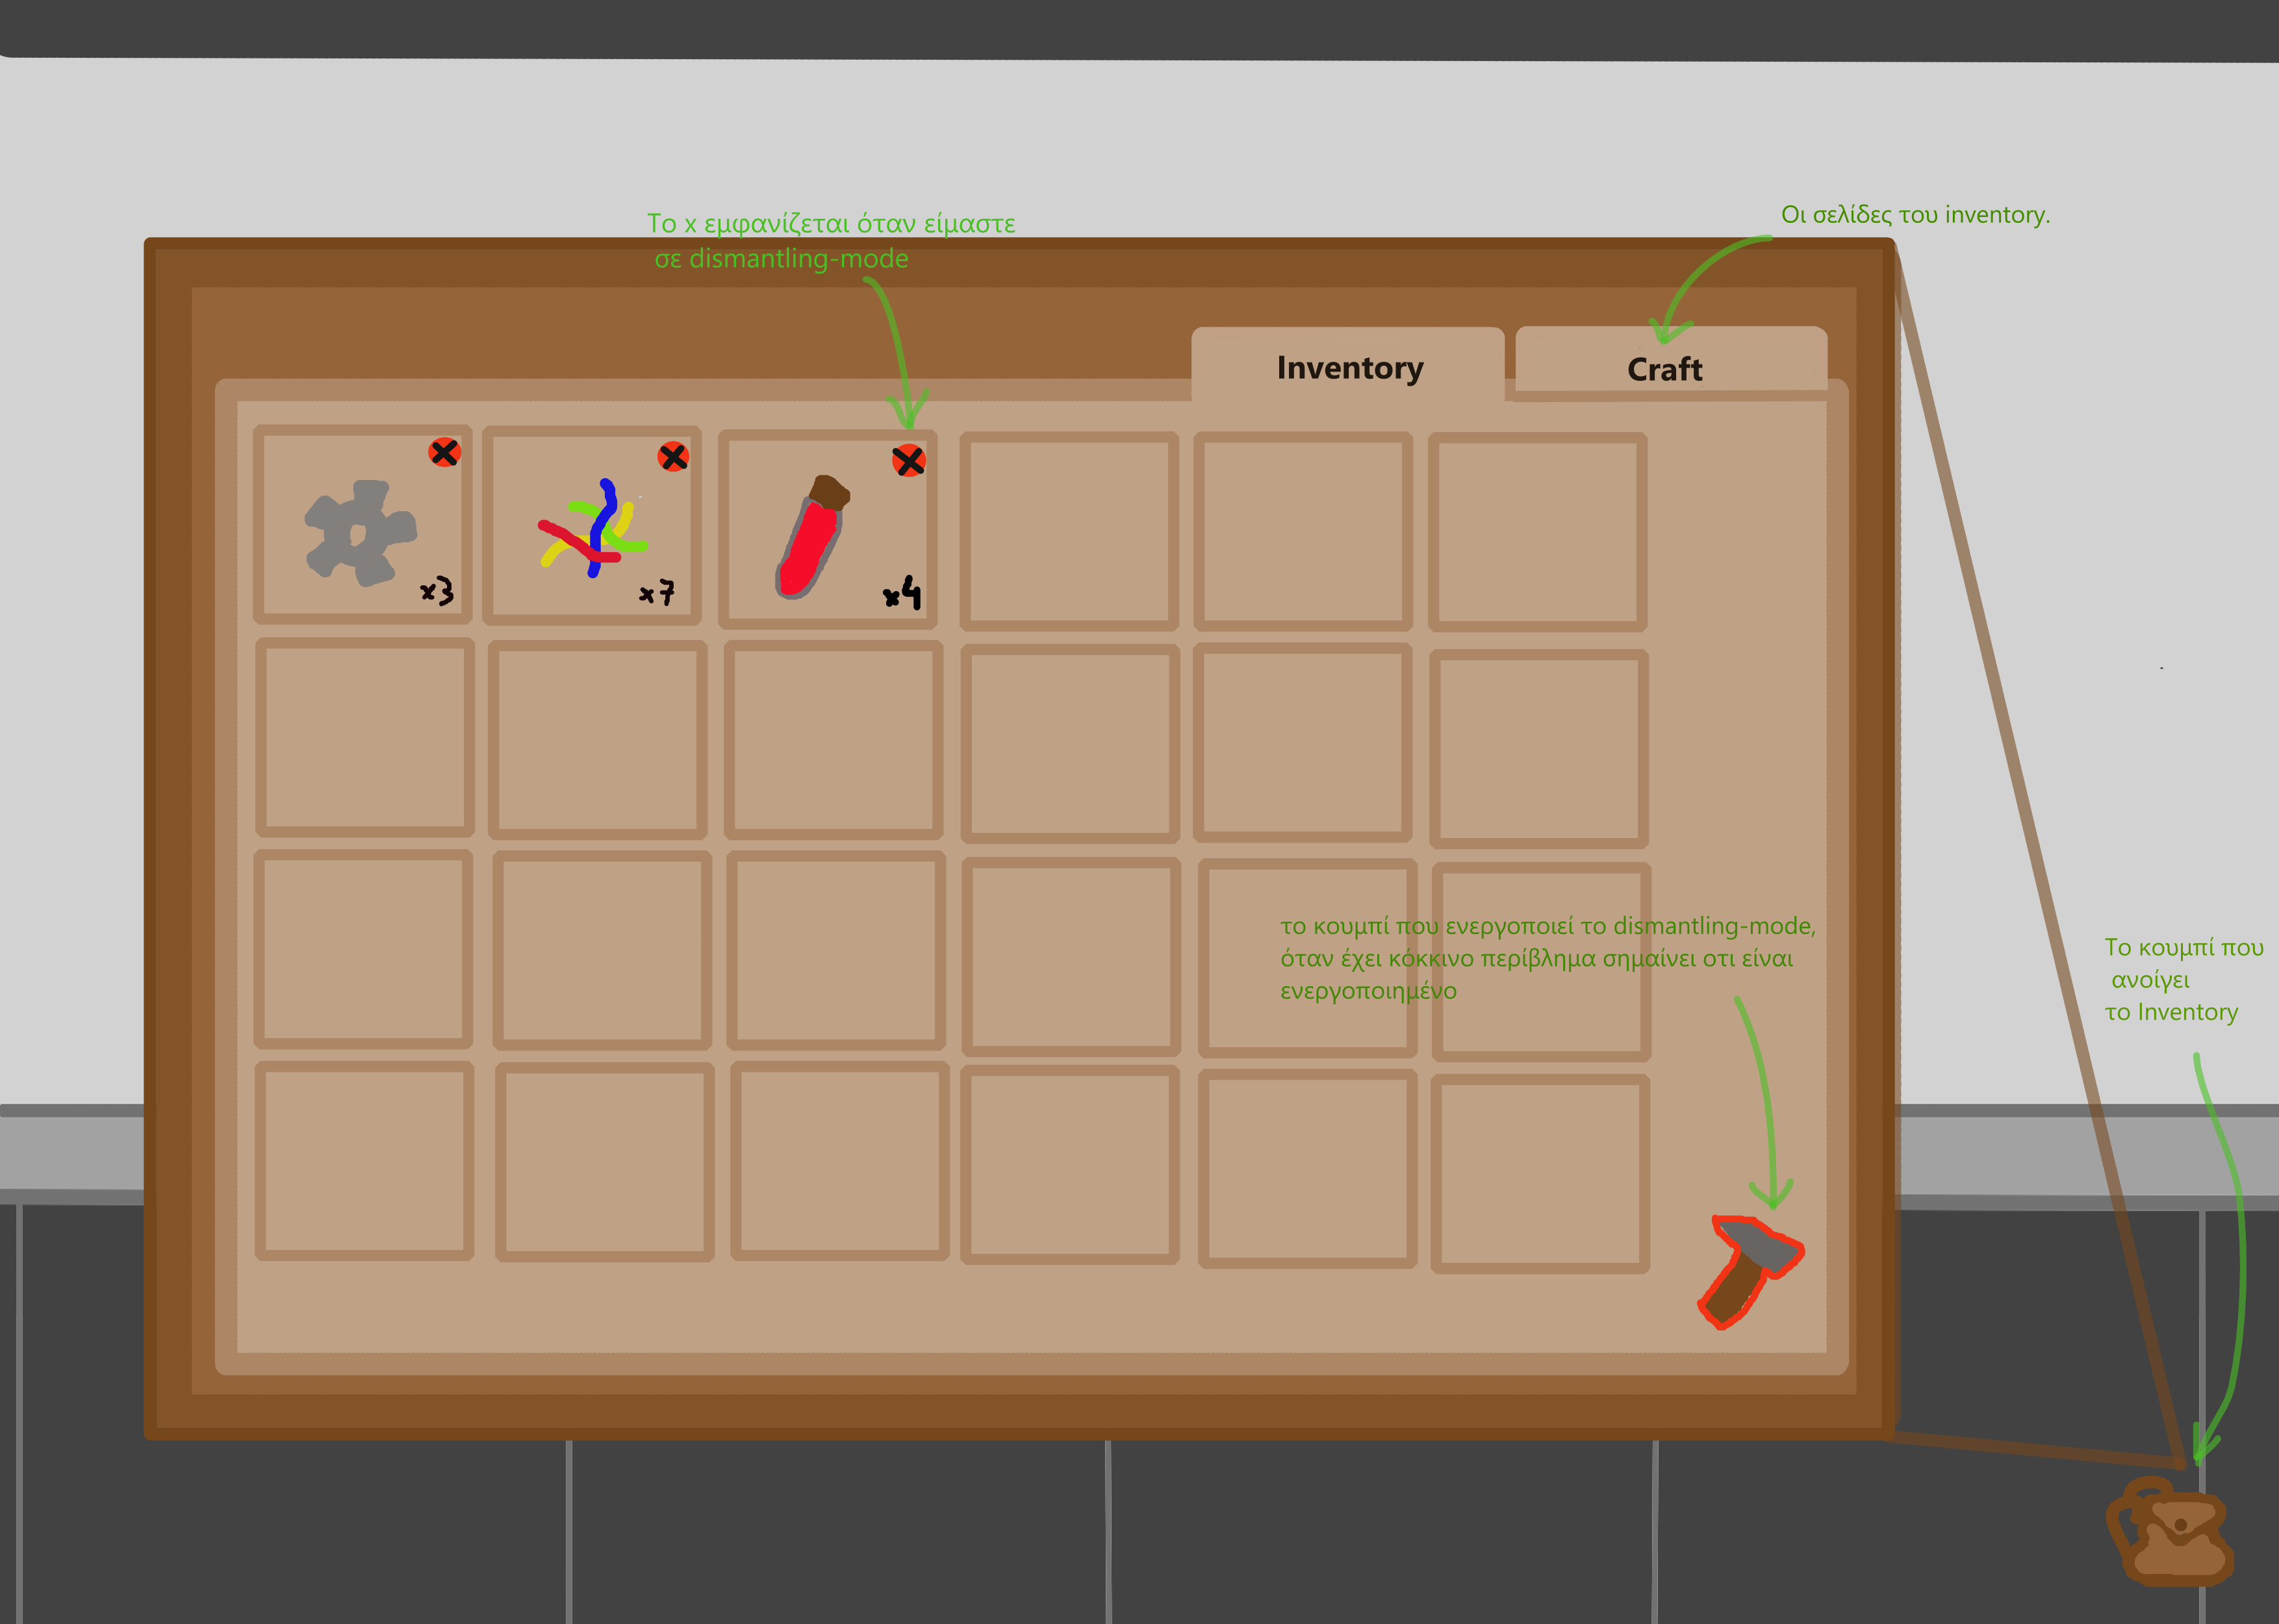 Το x εμφανίζεται όταν είμαστε
σε dismantling-mode
Οι σελίδες του inventory.
Inventory
Craft
x3
x7
x4
το κουμπί που ενεργοποιεί το dismantling-mode,
όταν έχει κόκκινο περίβλημα σημαίνει οτι είναι
ενεργοποιημένο
Το κουμπί που
ανοίγει
το Inventory